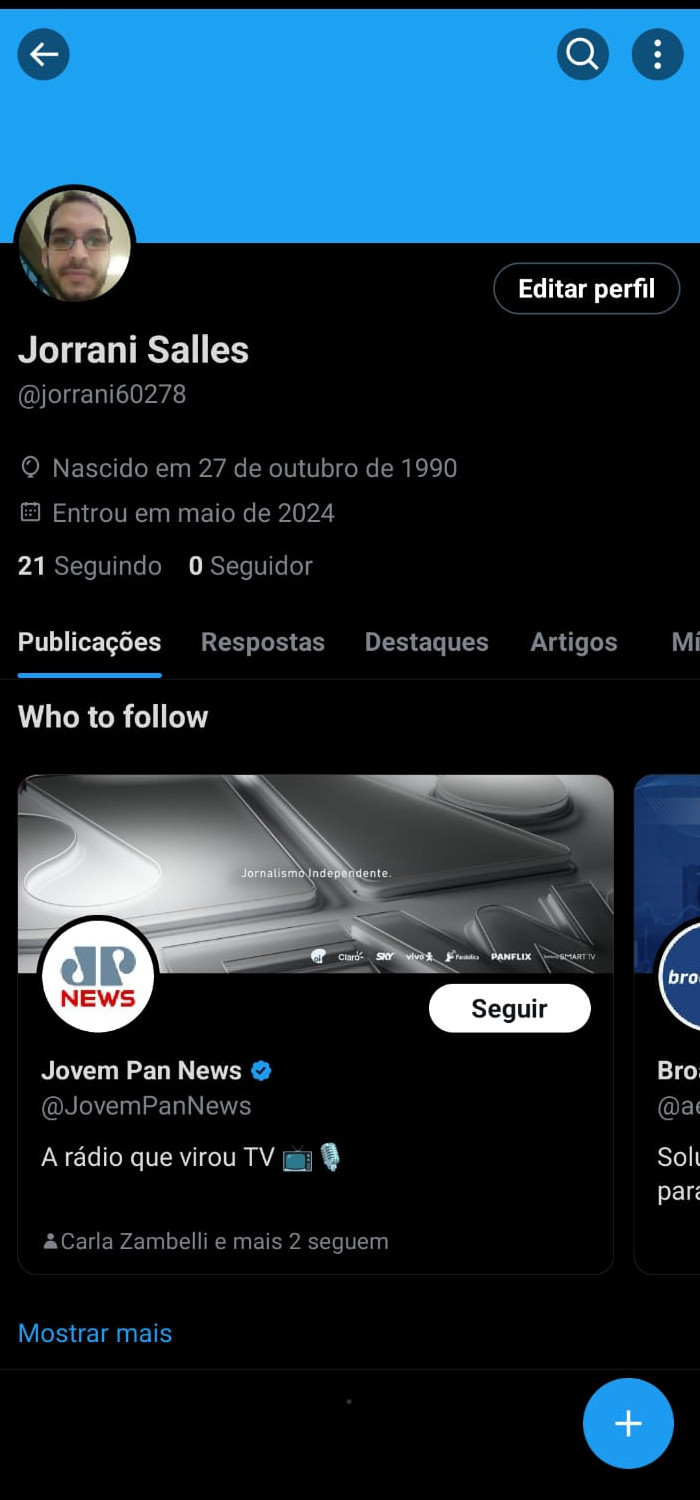 Editar perfil
Jorrani Salles
@jorrani60278
Nascido em 27 de outubro de 1990
Entrou em maio de 2024
21 Seguindo 0 Seguidor
Publicações Respostas Destaques Artigos Mí
Who to follow
Jornalismo Independente.
oi Claro SKY vivo Parabólica PANFLIX SMART TV
JP NEWS
Seguir
Jovem Pan News
@JovemPanNews
A rádio que virou TV 📺🎙️
Carla Zambelli e mais 2 seguem
bro
Bro
@ae
Solu
para
Mostrar mais